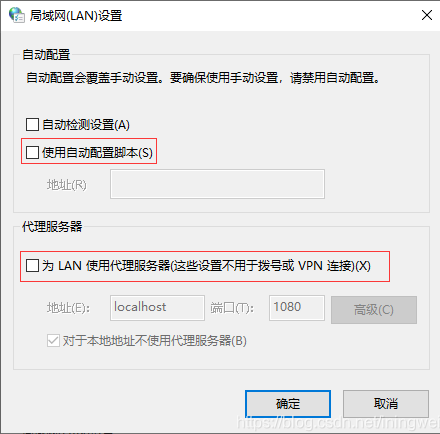 局域网(LAN)设置
自动配置
自动配置会覆盖手动设置。要确保使用手动设置，请禁用自动配置。
自动检测设置(A)
使用自动配置脚本(S)
地址(R)
代理服务器
为 LAN 使用代理服务器(这些设置不用于拨号或 VPN 连接)(X)
地址(E): localhost 端口(T): 1080 高级(C)
对于本地地址不使用代理服务器(B)
确定 取消